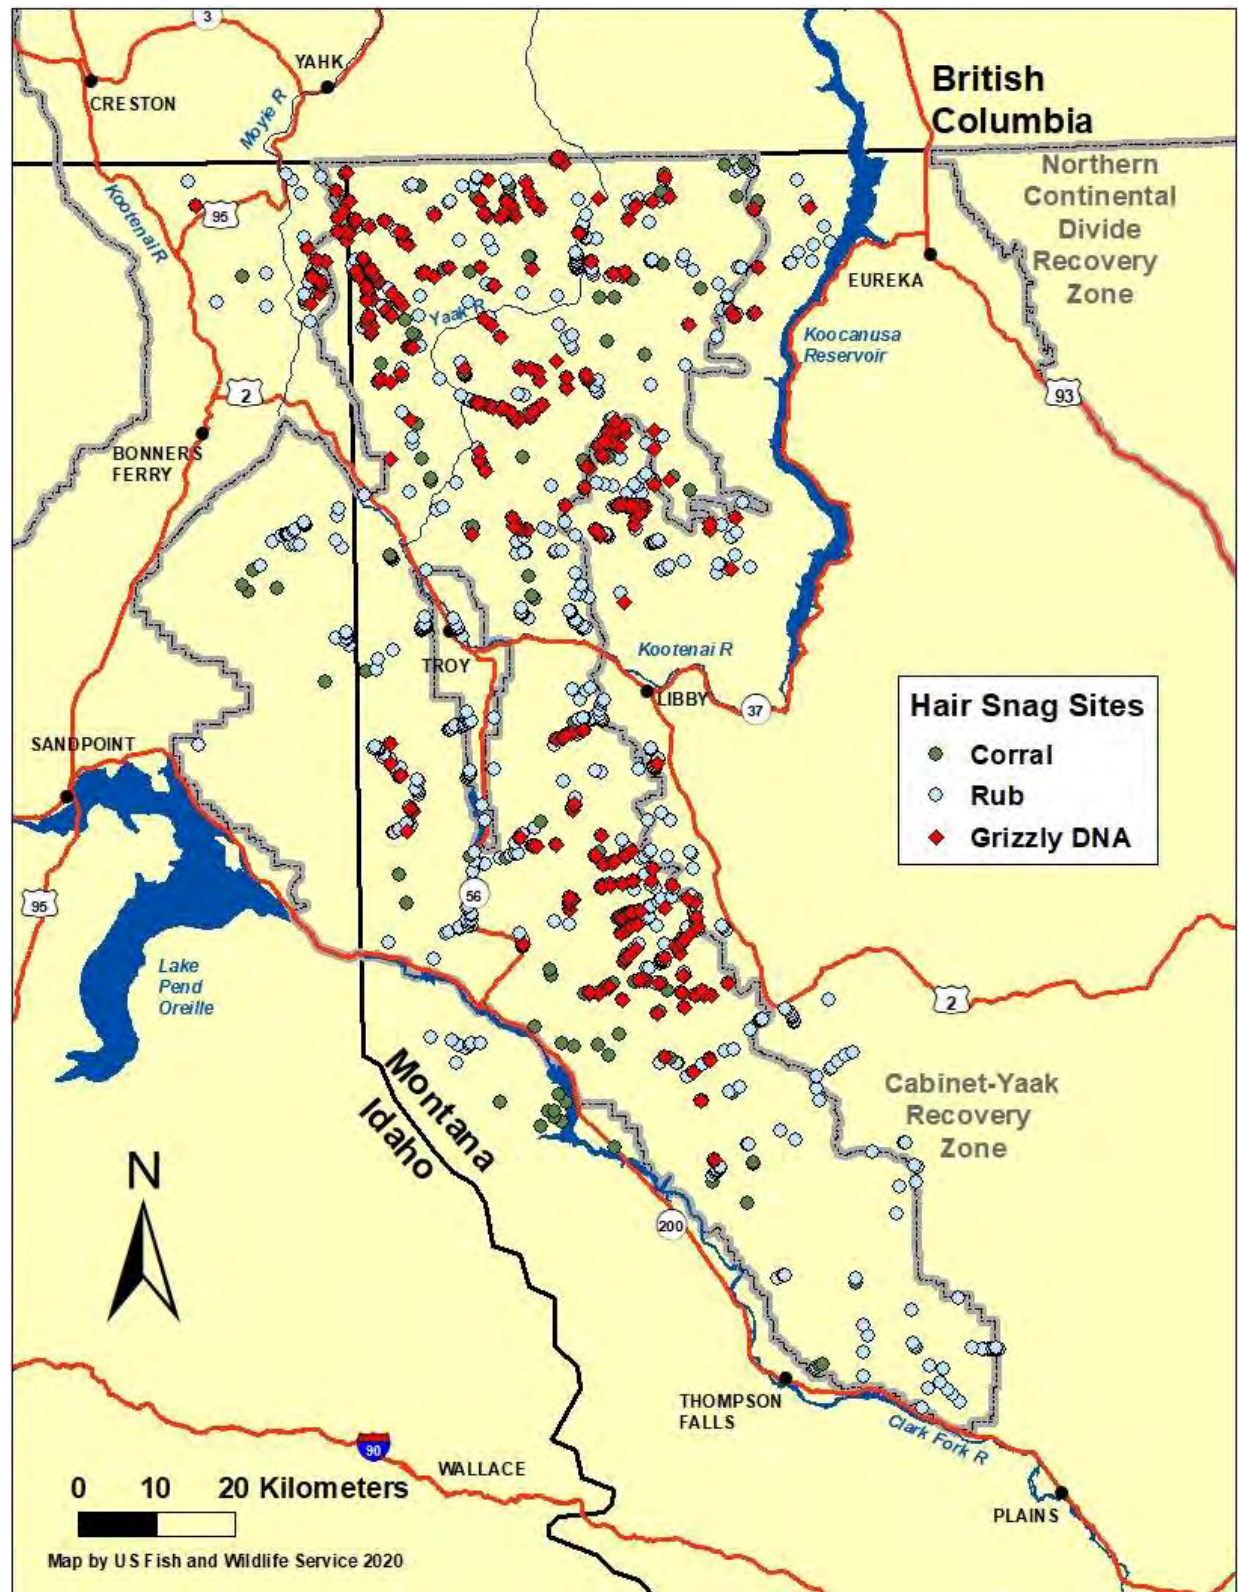 3
YAHK
CRESTON
Moyie R
British
Columbia
Northern
Continental
Divide
Recovery
Zone
Kootenai R
95
EUREKA
Yaak R
Koocanusa
Reservoir
2
93
BONNERS
FERRY
Kootenai R
TROY
LIBBY
37
SANDPOINT
Hair Snag Sites
Corral
Rub
Grizzly DNA
56
95
Lake
Pend
Oreille
2
Montana
Idaho
Cabinet-Yaak
Recovery
Zone
N
200
THOMPSON
FALLS
Clark Fork R
90
WALLACE
0 10 20 Kilometers
PLAINS
Map by US Fish and Wildlife Service 2020